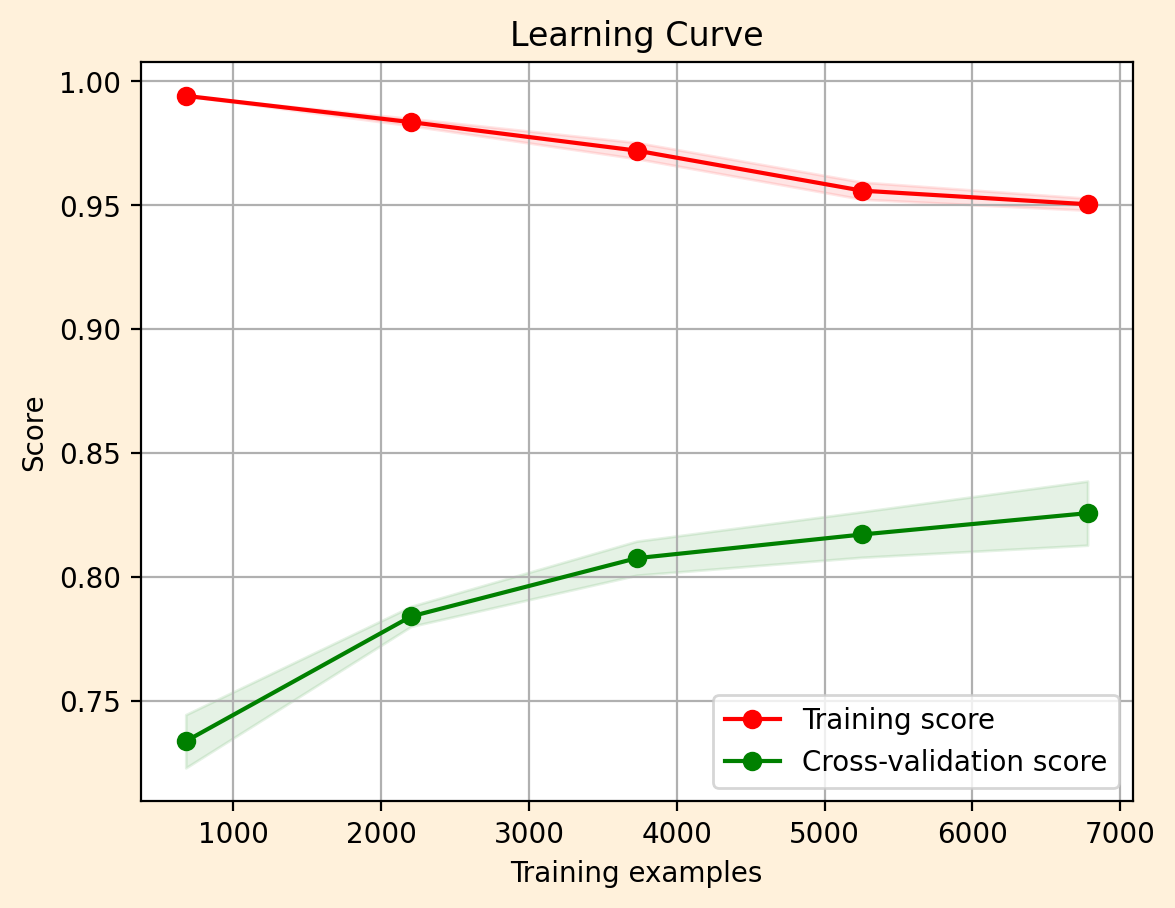 Learning Curve
1.00
0.95
0.90
0.85
0.80
0.75
Score
Training score
Cross-validation score
1000 2000 3000 4000 5000 6000 7000
Training examples